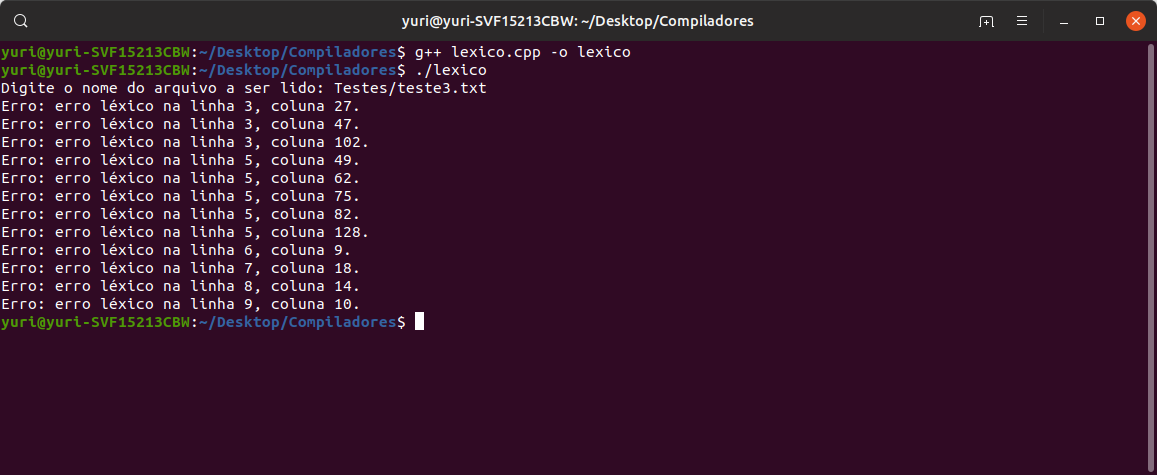 yuri@yuri-SVF15213CBW: ~/Desktop/Compiladores
yuri@yuri-SVF15213CBW:~/Desktop/Compiladores$ g++ lexico.cpp -o lexico
yuri@yuri-SVF15213CBW:~/Desktop/Compiladores$ ./lexico
Digite o nome do arquivo a ser lido: Testes/teste3.txt
Erro: erro léxico na linha 3, coluna 27.
Erro: erro léxico na linha 3, coluna 47.
Erro: erro léxico na linha 3, coluna 102.
Erro: erro léxico na linha 5, coluna 49.
Erro: erro léxico na linha 5, coluna 62.
Erro: erro léxico na linha 5, coluna 75.
Erro: erro léxico na linha 5, coluna 82.
Erro: erro léxico na linha 5, coluna 128.
Erro: erro léxico na linha 6, coluna 9.
Erro: erro léxico na linha 7, coluna 18.
Erro: erro léxico na linha 8, coluna 14.
Erro: erro léxico na linha 9, coluna 10.
yuri@yuri-SVF15213CBW:~/Desktop/Compiladores$